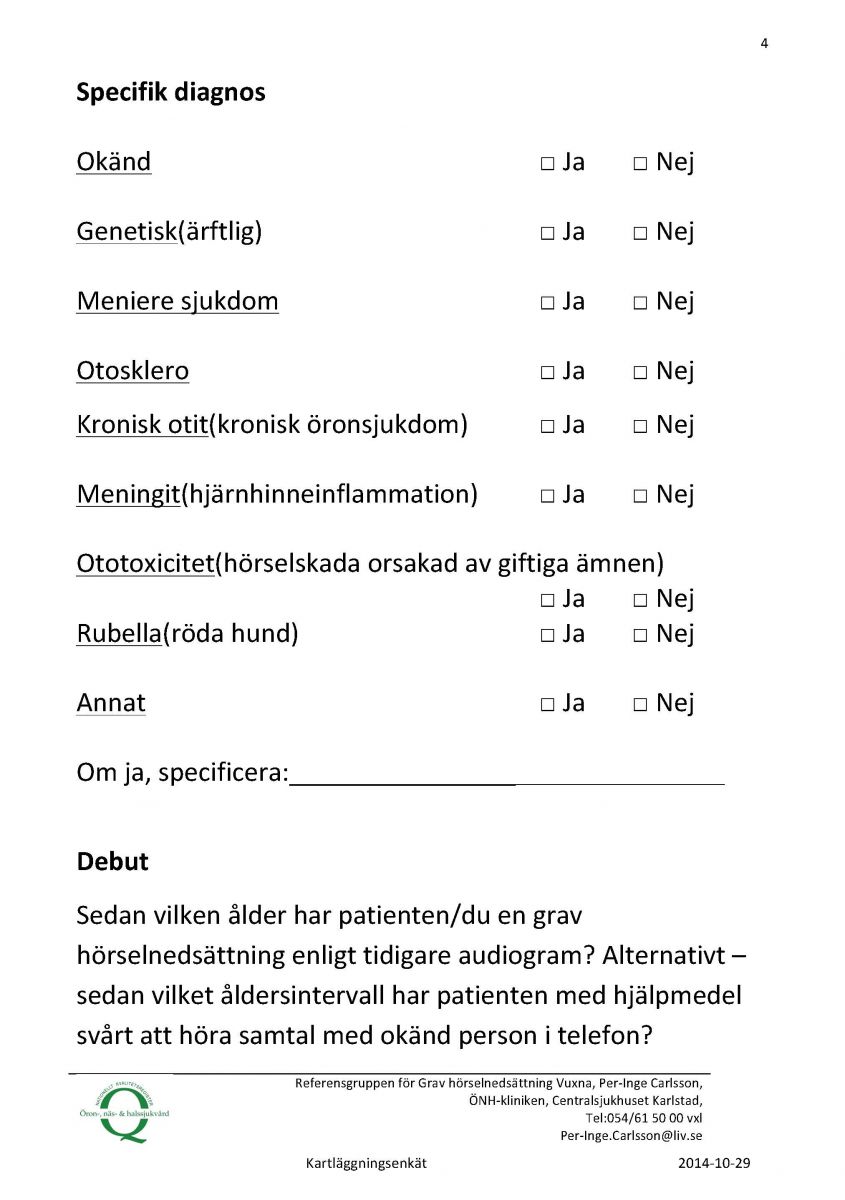 4
Specifik diagnos
Okänd □ Ja □ Nej
Genetisk(ärftlig) □ Ja □ Nej
Meniere sjukdom □ Ja □ Nej
Otosklero □ Ja □ Nej
Kronisk otit(kronisk öronsjukdom) □ Ja □ Nej
Meningit(hjärnhinneinflammation) □ Ja □ Nej
Ototoxicitet(hörselskada orsakad av giftiga ämnen)
□ Ja □ Nej
Rubella(röda hund) □ Ja □ Nej
Annat □ Ja □ Nej
Om ja, specificera:
Debut
Sedan vilken ålder har patienten/du en grav
hörselnedsättning enligt tidigare audiogram? Alternativt –
sedan vilket åldersintervall har patienten med hjälpmedel
svårt att höra samtal med okänd person i telefon?
NATIONELLT KVALITETSREGISTER
Öron-, näs- & halssjukvård
Referensgruppen för Grav hörselnedsättning Vuxna, Per-Inge Carlsson,
ÖNH-kliniken, Centralsjukhuset Karlstad,
Tel:054/61 50 00 vxl
Per-Inge.Carlsson@liv.se
Kartläggningsenkät 2014-10-29